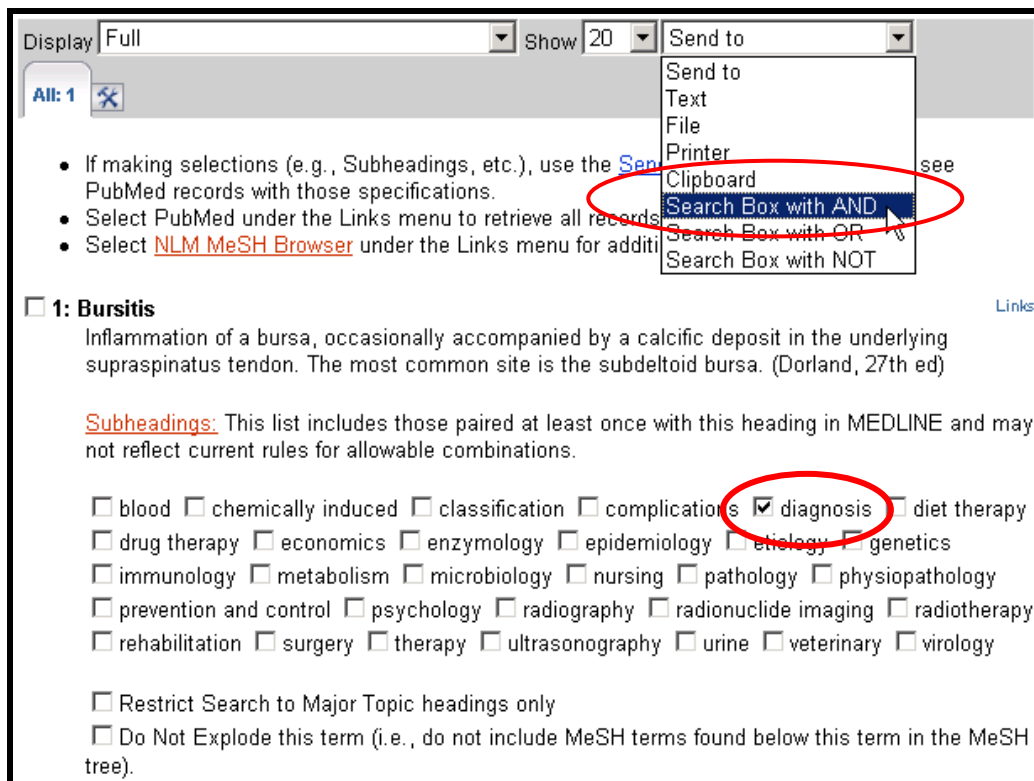 Display Full Show 20 Send to
All: 1
Send to
Text
File
Printer
Clipboard
Search Box with AND
Search Box with OR
Search Box with NOT
If making selections (e.g., Subheadings, etc.), use the Sen see
PubMed records with those specifications.
Select PubMed under the Links menu to retrieve all records
Select NLM MeSH Browser under the Links menu for additi
1: Bursitis Links
Inflammation of a bursa, occasionally accompanied by a calcific deposit in the underlying
supraspinatus tendon. The most common site is the subdeltoid bursa. (Dorland, 27th ed)
Subheadings: This list includes those paired at least once with this heading in MEDLINE and may
not reflect current rules for allowable combinations.
blood chemically induced classification complications diagnosis diet therapy
drug therapy economics enzymology epidemiology etiology genetics
immunology metabolism microbiology nursing pathology physiopathology
prevention and control psychology radiography radionuclide imaging radiotherapy
rehabilitation surgery therapy ultrasonography urine veterinary virology
Restrict Search to Major Topic headings only
Do Not Explode this term (i.e., do not include MeSH terms found below this term in the MeSH
tree).